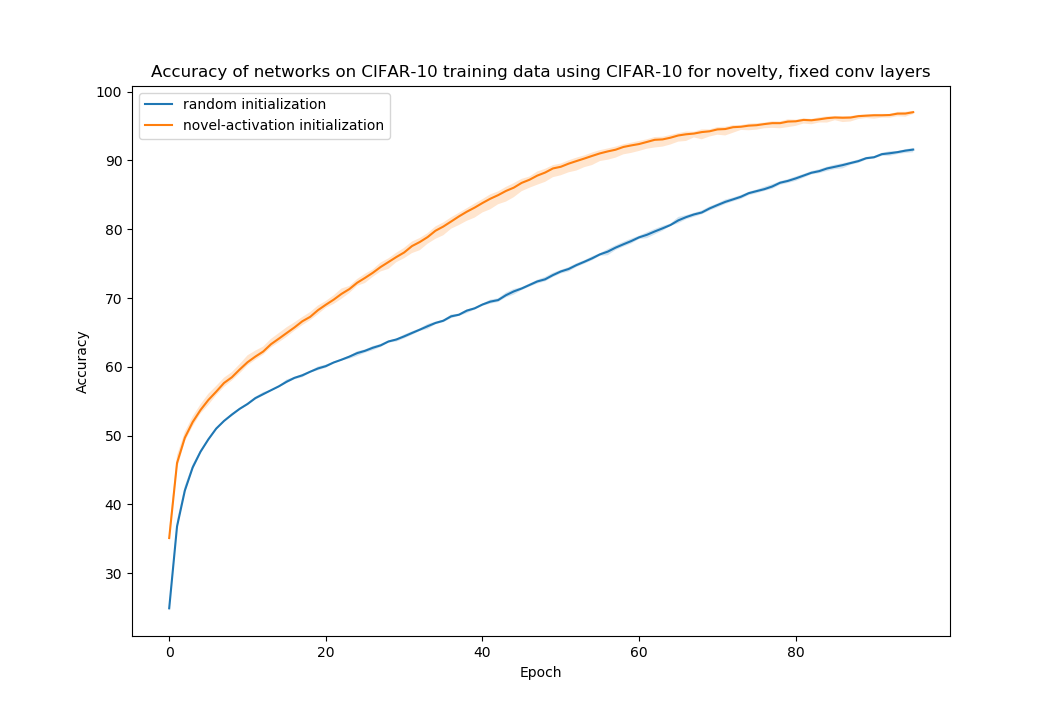 Accuracy of networks on CIFAR-10 training data using CIFAR-10 for novelty, fixed conv layers
random initialization
novel-activation initialization
100
90
80
70
60
50
40
30
Accuracy
0 20 40 60 80
Epoch